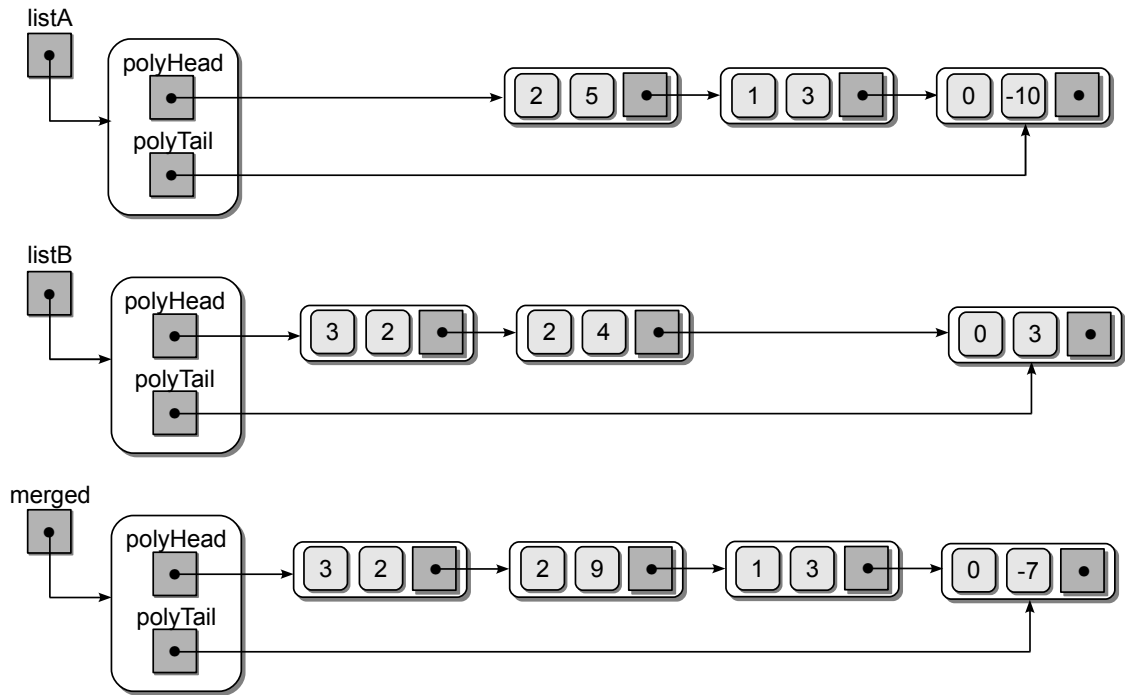 listA
polyHead
2 5 1 3 0 -10
polyTail
listB
polyHead
3 2 2 4 0 3
polyTail
merged
polyHead
3 2 2 9 1 3 0 -7
polyTail